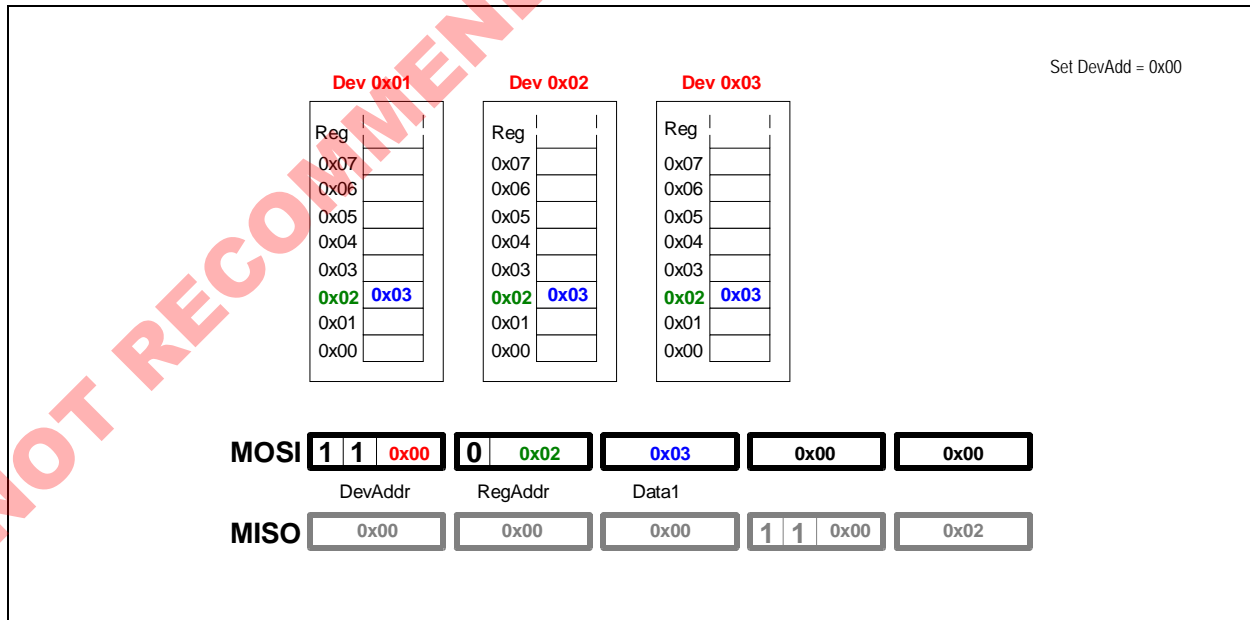 Set DevAdd = 0x00
Dev 0x01 Dev 0x02 Dev 0x03
Reg Reg Reg
0x07 0x07 0x07
0x06 0x06 0x06
0x05 0x05 0x05
0x04 0x04 0x04
0x03 0x03 0x03
0x02 0x03 0x02 0x03 0x02 0x03
0x01 0x01 0x01
0x00 0x00 0x00
MOSI 1 1 0x00 0 0x02 0x03 0x00 0x00
DevAddr RegAddr Data1
MISO 0x00 0x00 0x00 1 1 0x00 0x02
NOT RECOMMEN